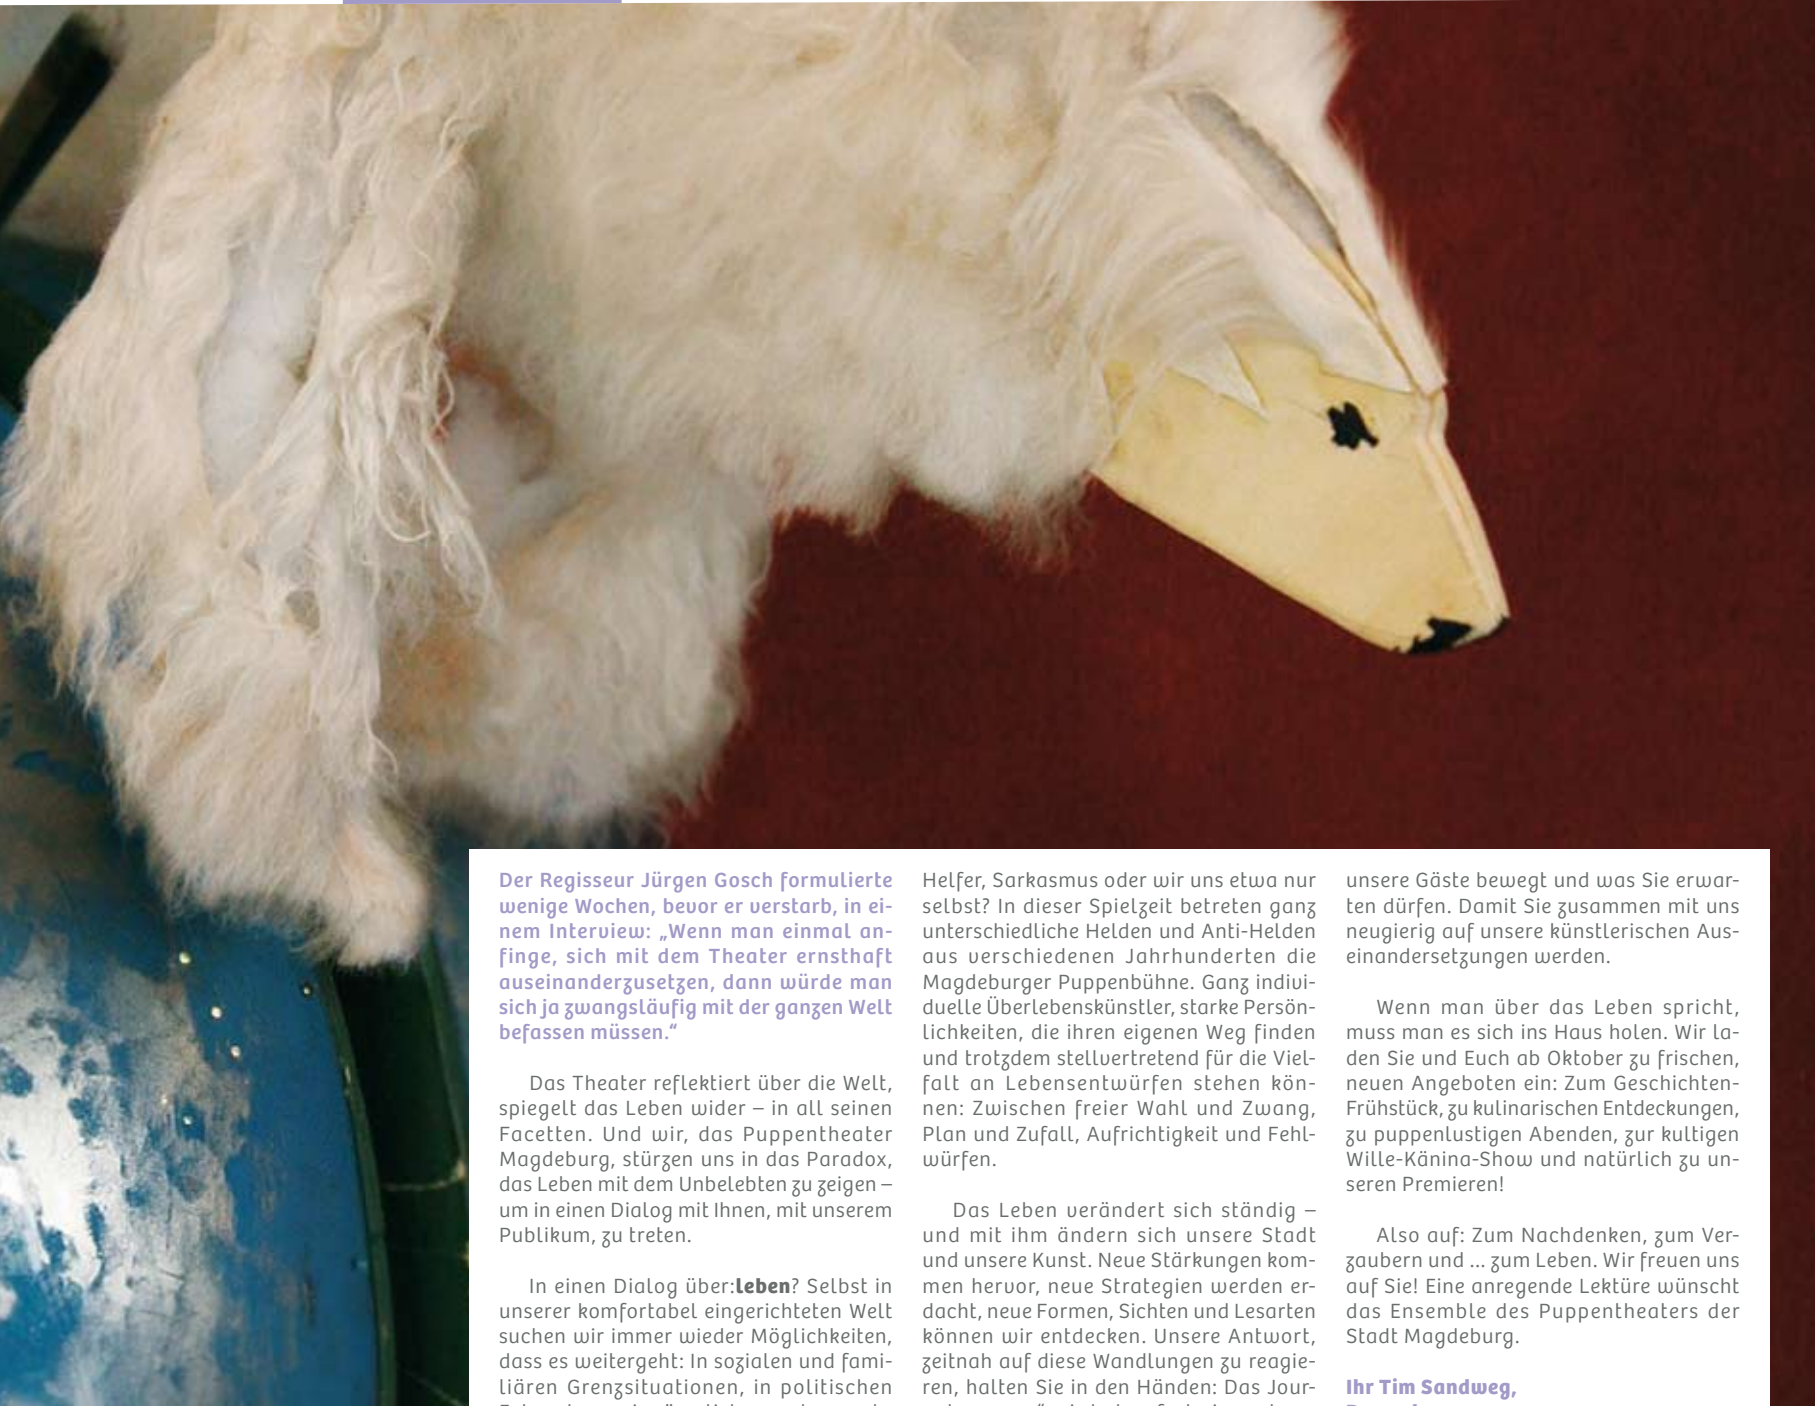 Der Regisseur Jürgen Gosch formulierte
wenige Wochen, bevor er verstarb, in ei-
nem Interview: „Wenn man einmal an-
finge, sich mit dem Theater ernsthaft
auseinanderzusetzen, dann würde man
sich ja zwangsläufig mit der ganzen Welt
befassen müssen.“
Das Theater reflektiert über die Welt,
spiegelt das Leben wider – in all seinen
Facetten. Und wir, das Puppentheater
Magdeburg, stürzen uns in das Paradox,
das Leben mit dem Unbelebten zu zeigen –
um in einen Dialog mit Ihnen, mit unserem
Publikum, zu treten.
In einen Dialog über:leben? Selbst in
unserer komfortabel eingerichteten Welt
suchen wir immer wieder Möglichkeiten,
dass es weitergeht: In sozialen und fami-
liären Grenzsituationen, in politischen
Helfer, Sarkasmus oder wir uns etwa nur
selbst? In dieser Spielzeit betreten ganz
unterschiedliche Helden und Anti-Helden
aus verschiedenen Jahrhunderten die
Magdeburger Puppenbühne. Ganz indivi-
duelle Überlebenskünstler, starke Persön-
lichkeiten, die ihren eigenen Weg finden
und trotzdem stellvertretend für die Viel-
falt an Lebensentwürfen stehen kön-
nen: Zwischen freier Wahl und Zwang,
Plan und Zufall, Aufrichtigkeit und Fehl-
würfen.
Das Leben verändert sich ständig –
und mit ihm ändern sich unsere Stadt
und unsere Kunst. Neue Stärkungen kom-
men hervor, neue Strategien werden er-
dacht, neue Formen, Sichten und Lesarten
können wir entdecken. Unsere Antwort,
zeitnah auf diese Wandlungen zu reagie-
ren, halten Sie in den Händen: Das Jour-
unsere Gäste bewegt und was Sie erwar-
ten dürfen. Damit Sie zusammen mit uns
neugierig auf unsere künstlerischen Aus-
einandersetzungen werden.
Wenn man über das Leben spricht,
muss man es sich ins Haus holen. Wir la-
den Sie und Euch ab Oktober zu frischen,
neuen Angeboten ein: Zum Geschichten-
Frühstück, zu kulinarischen Entdeckungen,
zu puppenlustigen Abenden, zur kultigen
Wille-Känina-Show und natürlich zu un-
seren Premieren!
Also auf: Zum Nachdenken, zum Ver-
zaubern und ... zum Leben. Wir freuen uns
auf Sie! Eine anregende Lektüre wünscht
das Ensemble des Puppentheaters der
Stadt Magdeburg.
Ihr Tim Sandweg,